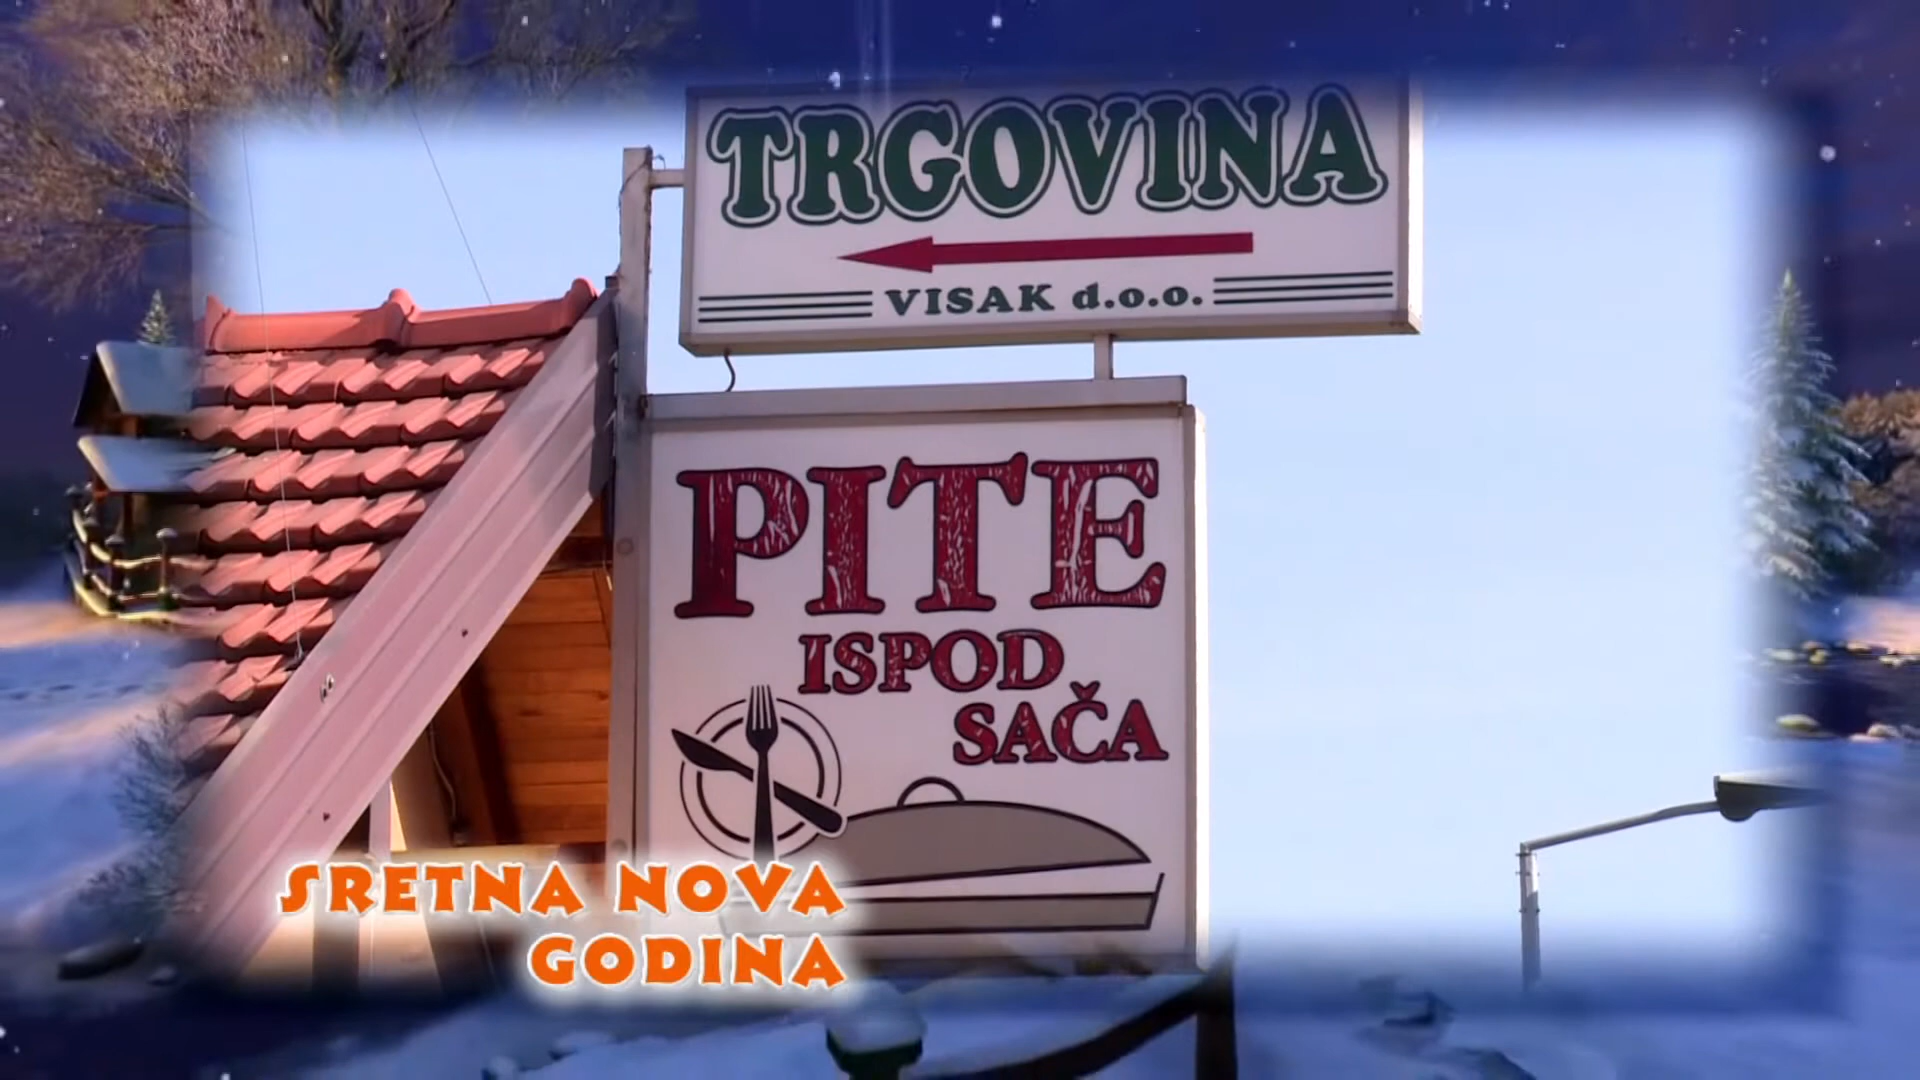 TRGOVINA
VISAK d.o.o.
PITE
ISPOD
SAČA
SRETNA NOVA
GODINA